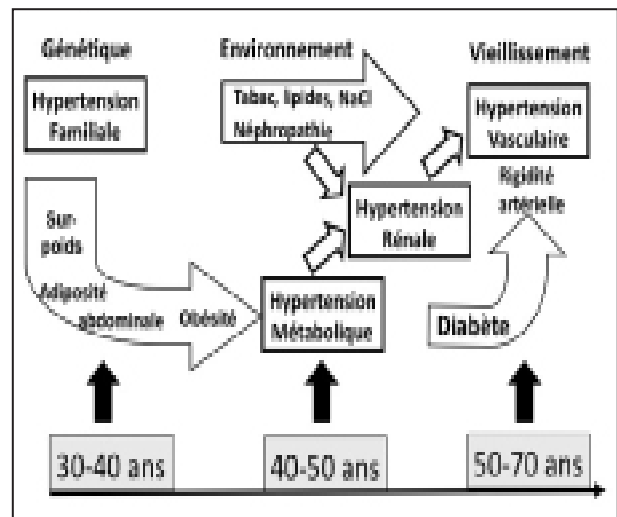 Génétique
Environnement
Vieillissement
Hypertension
Familiale
Tabac, lipides, NaCl
Néphropathie
Hypertension
Vasculaire
Rigidité
artérielle
Hypertension
Rénale
Sur-
poids
Adiposité
abdominale
Obésité
Hypertension
Métabolique
Diabète
30-40 ans
40-50 ans
50-70 ans